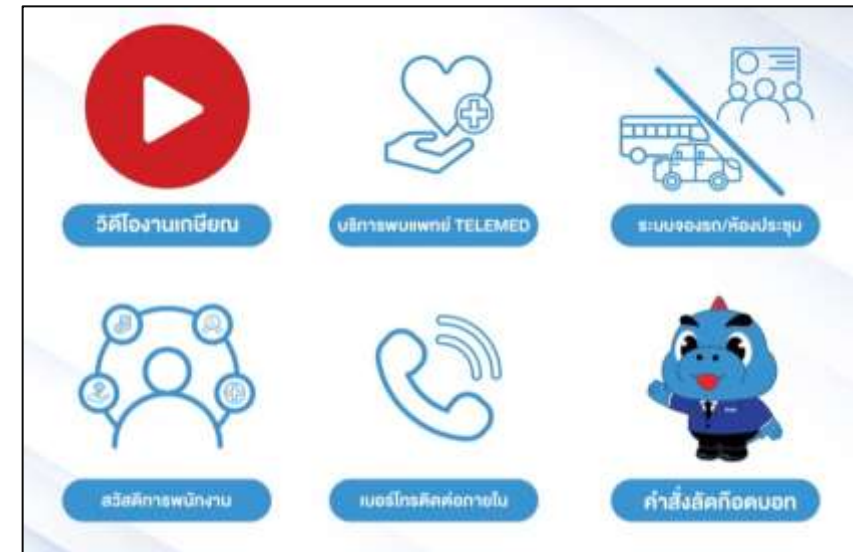 วิดีโองานเกษียณ
บริการพบแพทย์ TELEMED
ระบบจองรถ/ห้องประชุม
สวัสดิการพนักงาน
เบอร์โทรติดต่อภายใน
คำสั่งลัดก๊อดบอท